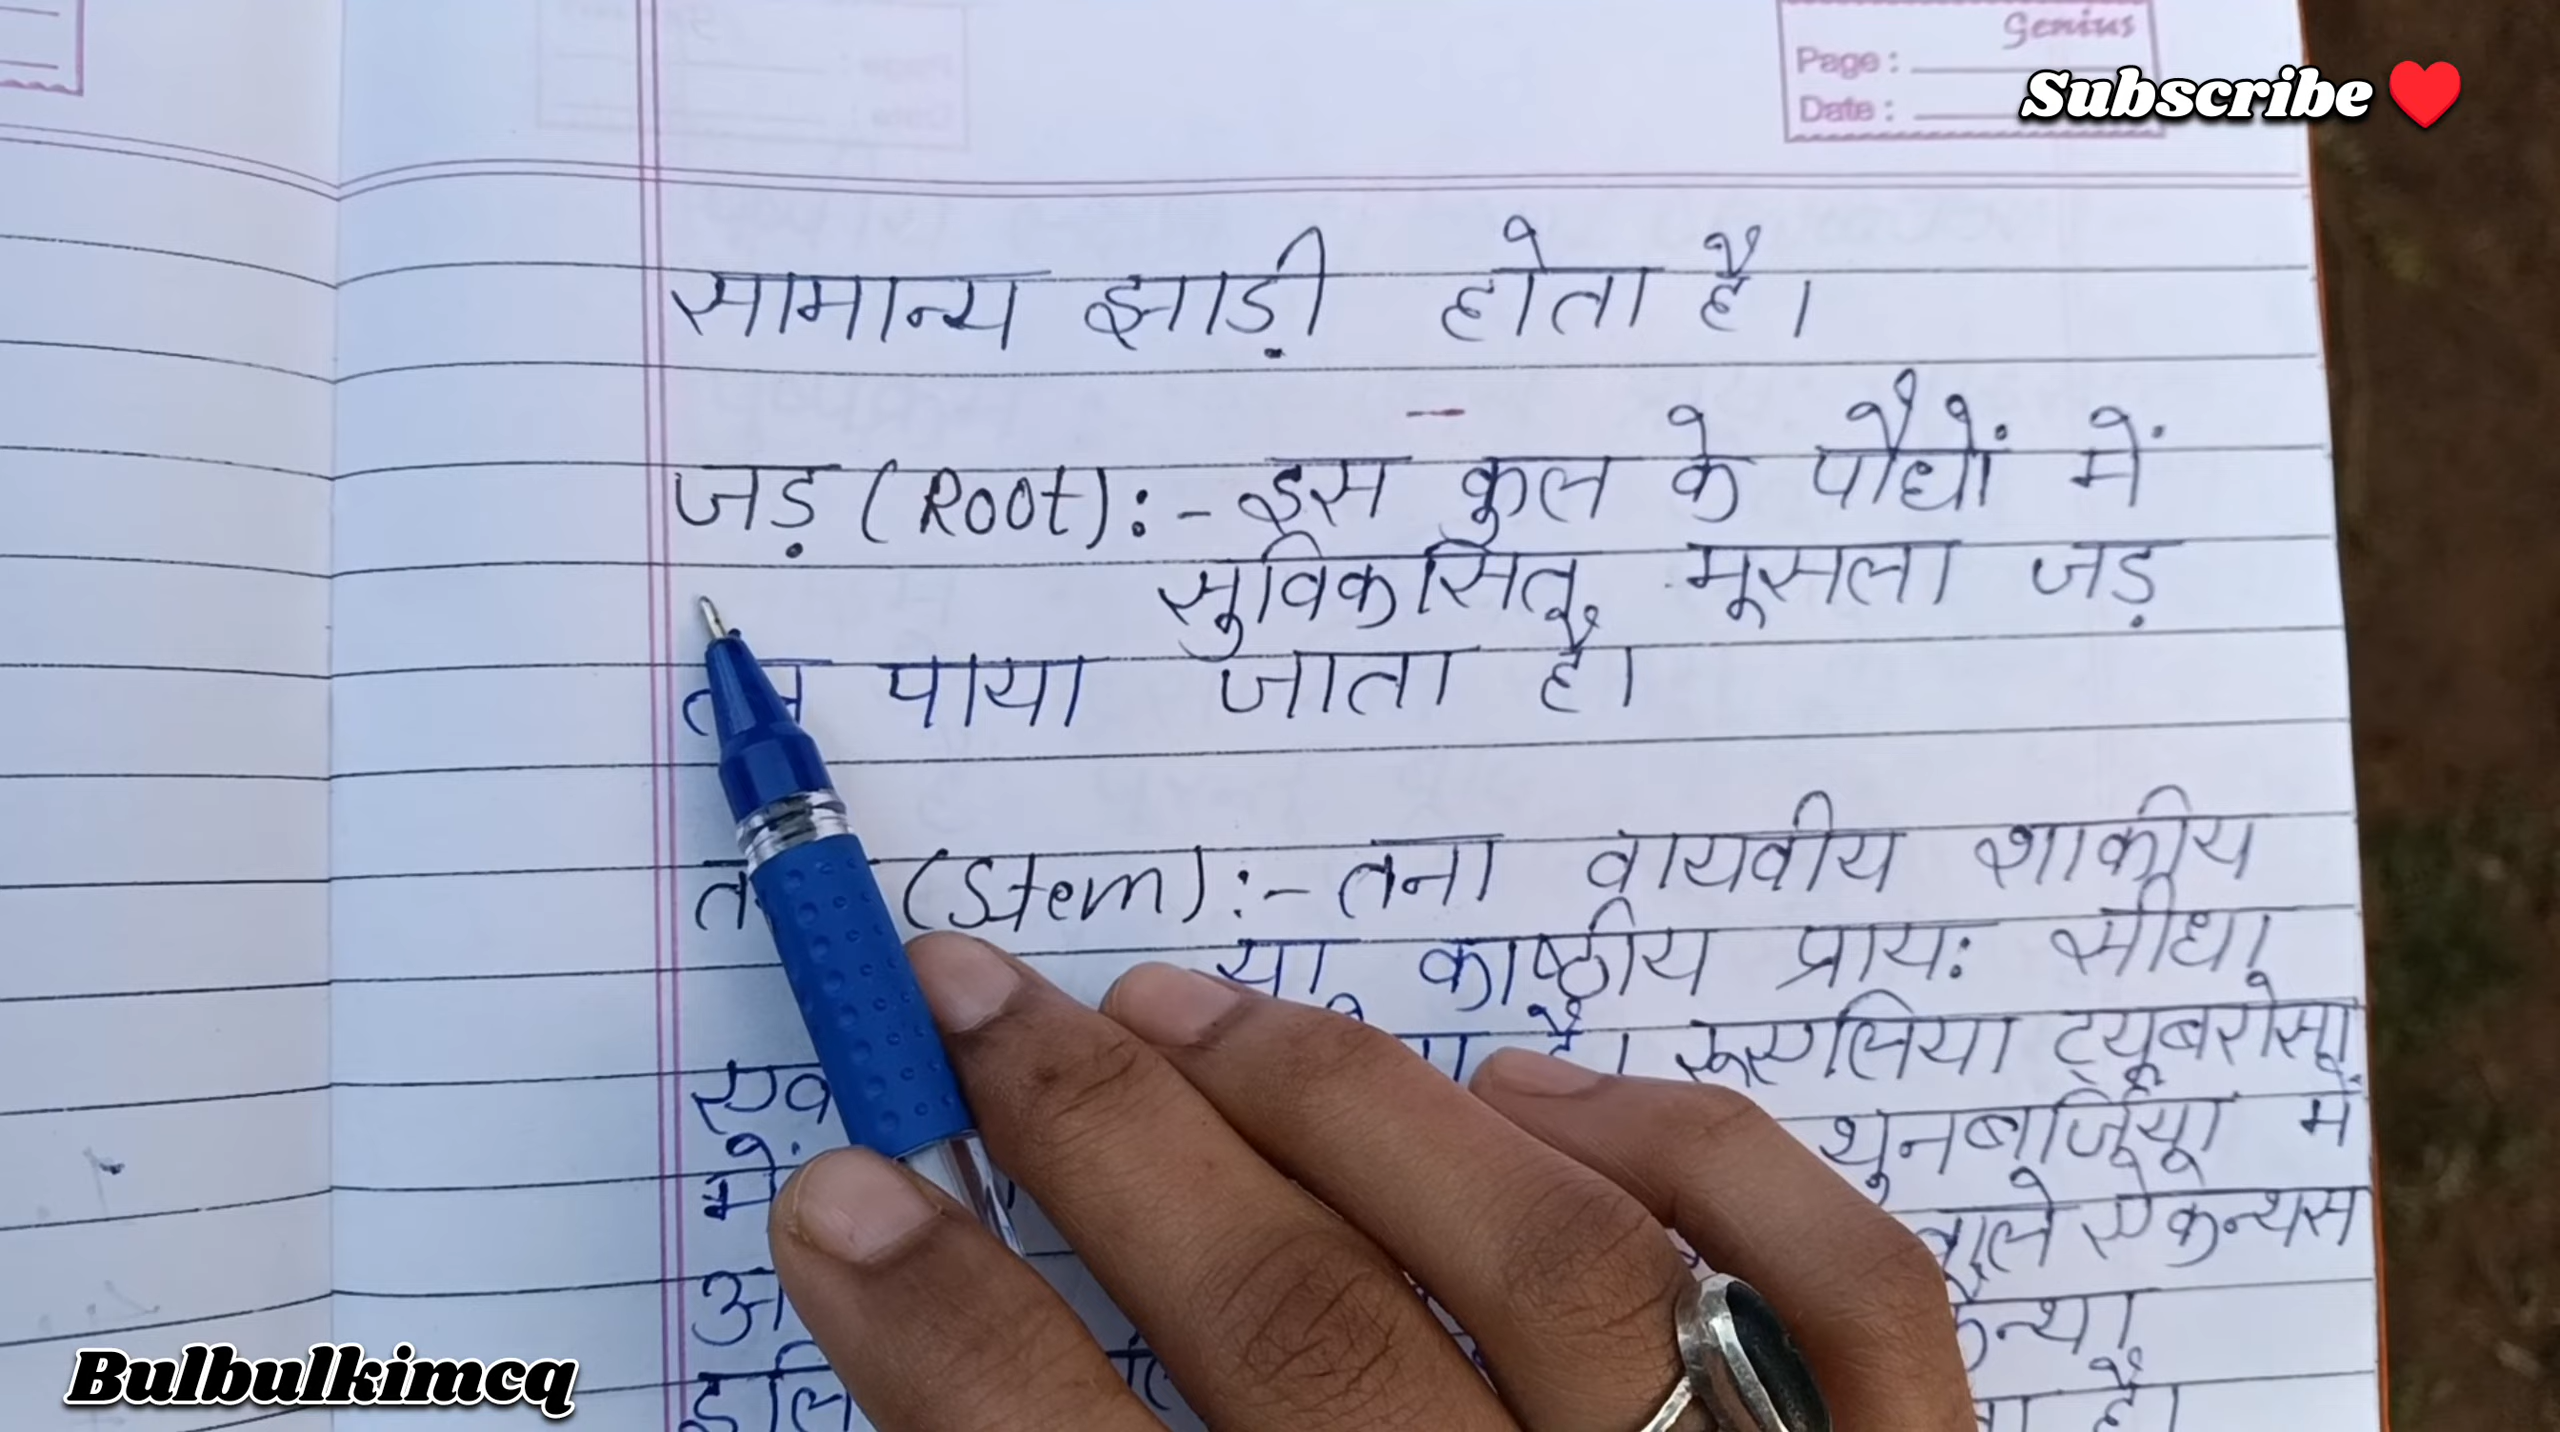 Genius
Page :
Date :
Subscribe
सामान्य झाड़ी होता है।
जड़ (Root) :- इस कुल के पौधों में
सुविकसित मूसला जड़
पाया जाता है।
(Stem) :- तना वायवीय शाकीय
या काष्ठीय प्रायः सीधा
है। रूएलिया ट्यूबरोसा
थुनबर्जिया में
में वाले एकन्थस
है।
Bulbulkimcq